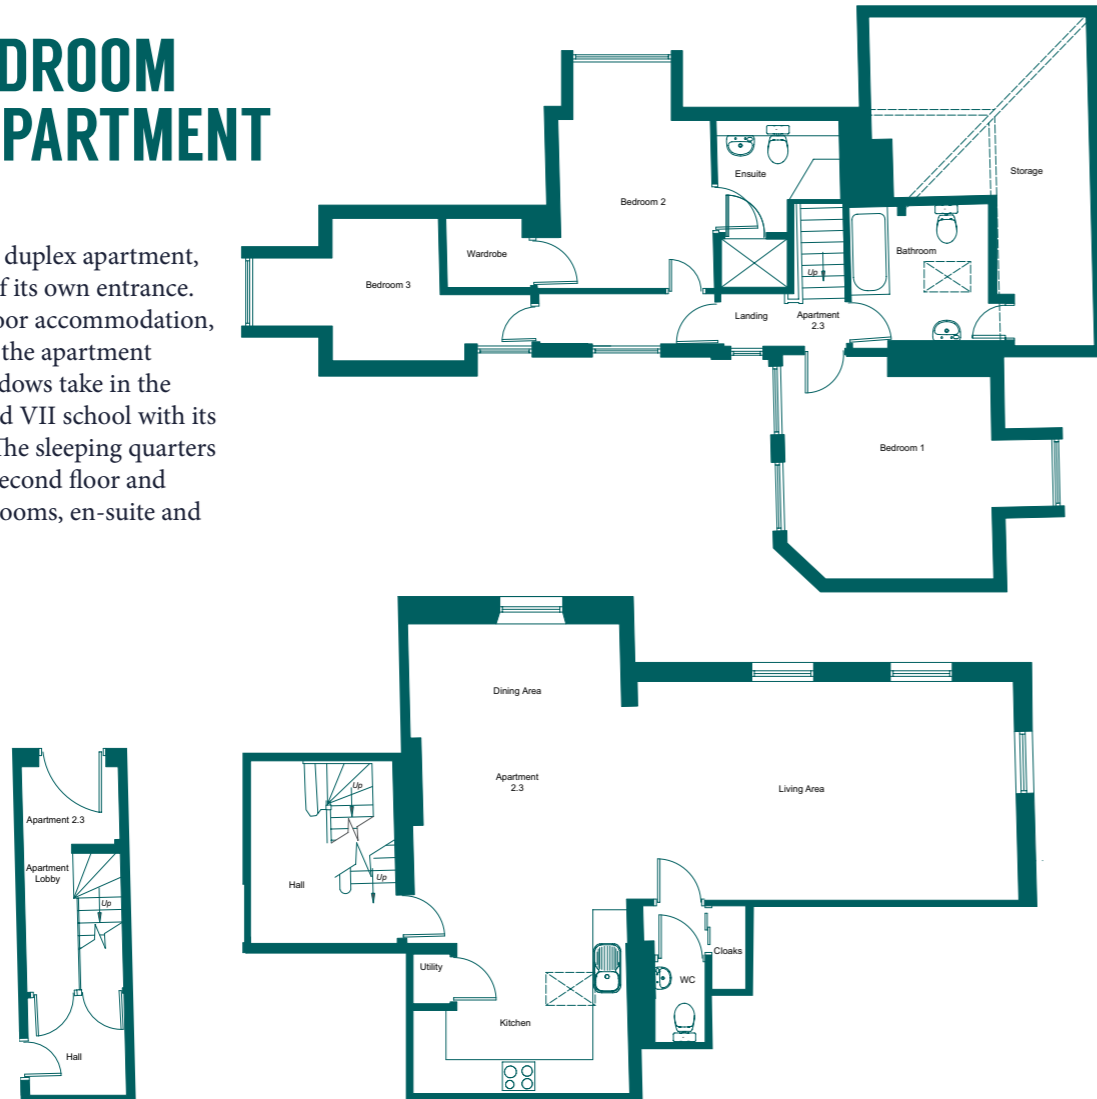 DROOM
PARTMENT
duplex apartment,
f its own entrance.
oor accommodation,
the apartment
dows take in the
d VII school with its
The sleeping quarters
econd floor and
ooms, en-suite and
Storage
Ensuite
Bedroom 2
Bathroom
Wardrobe
Up
Bedroom 3
Landing
Apartment
2.3
Bedroom 1
Dining Area
Apartment
2.3
Living Area
Up
Up
Hall
Utility
Cloaks
WC
Kitchen
Apartment 2.3
Apartment
Lobby
Up
Hall